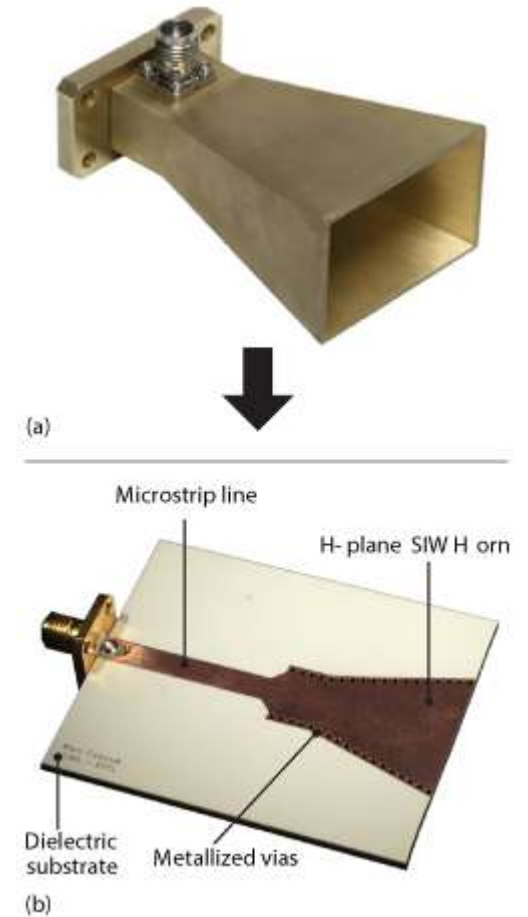 (a)
Microstrip line
H- plane SIW H orn
Dielectric
substrate
Metallized vias
(b)